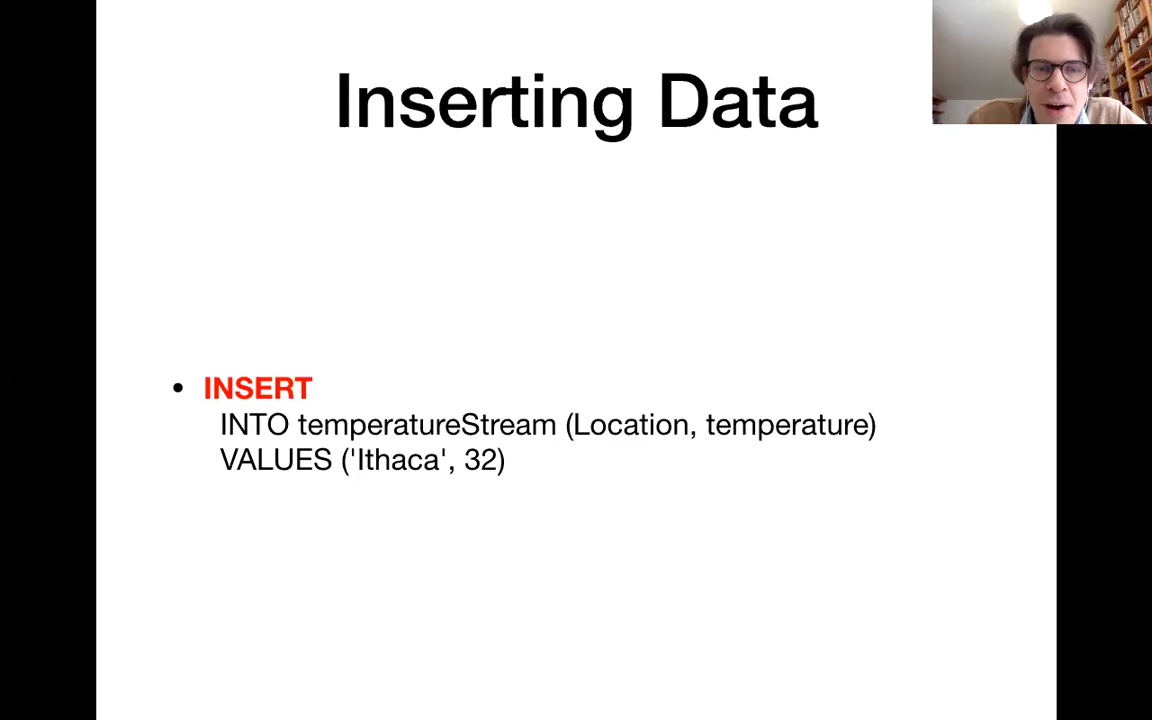 Inserting Data
• INSERT
INTO temperatureStream (Location, temperature)
VALUES ('Ithaca', 32)